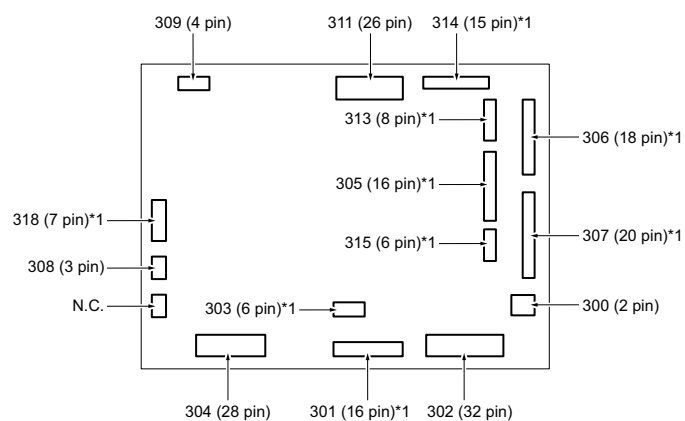 309 (4 pin)
311 (26 pin)
314 (15 pin)*1
313 (8 pin)*1
306 (18 pin)*1
305 (16 pin)*1
318 (7 pin)*1
315 (6 pin)*1
307 (20 pin)*1
308 (3 pin)
N.C.
303 (6 pin)*1
300 (2 pin)
304 (28 pin)
301 (16 pin)*1
302 (32 pin)